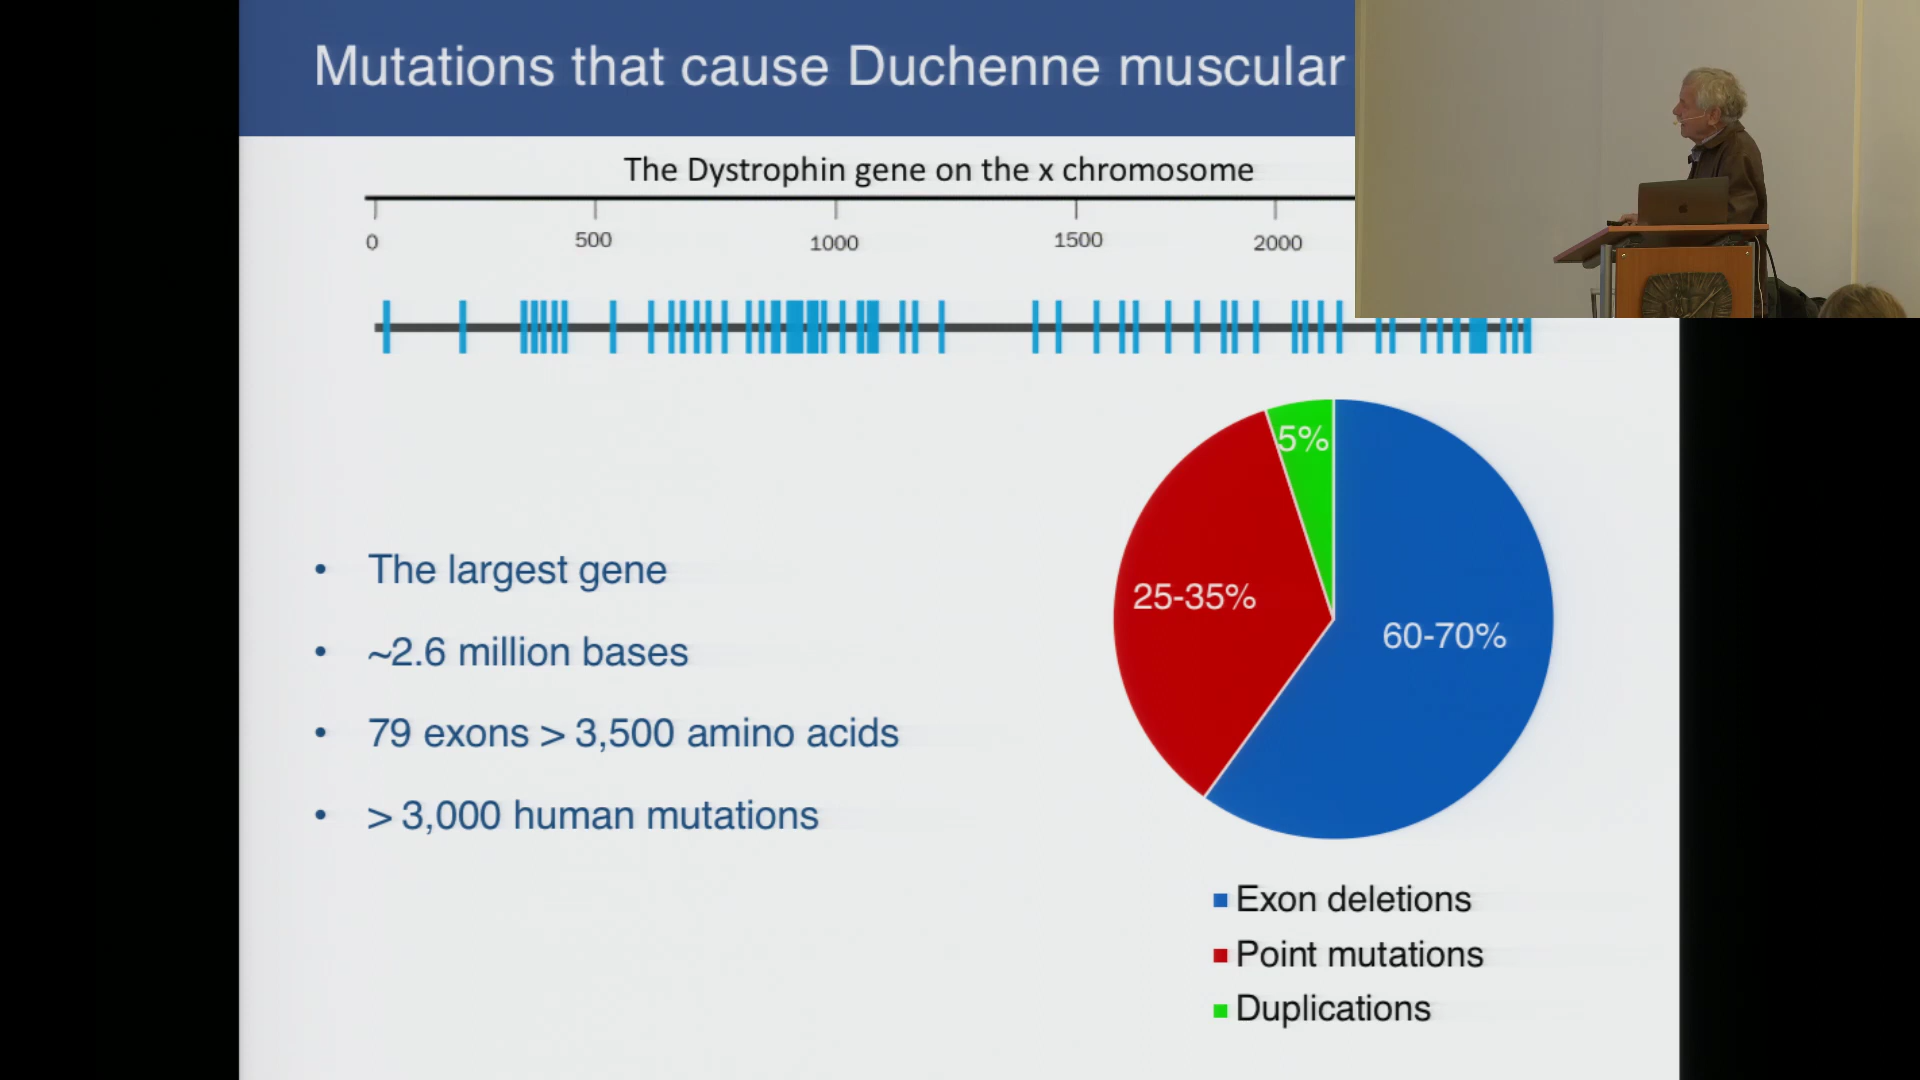 Mutations that cause Duchenne muscular
The Dystrophin gene on the x chromosome
0 500 1000 1500 2000
5%
25-35%
60-70%
• The largest gene
• ~2.6 million bases
• 79 exons > 3,500 amino acids
• > 3,000 human mutations
Exon deletions
Point mutations
Duplications